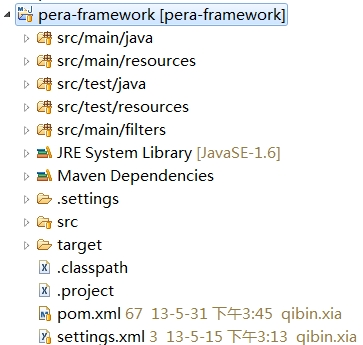 pera-framework [pera-framework]
src/main/java
src/main/resources
src/test/java
src/test/resources
src/main/filters
JRE System Library [JavaSE-1.6]
Maven Dependencies
.settings
src
target
.classpath
.project
pom.xml 67 13-5-31 下午3:45 qibin.xia
settings.xml 3 13-5-15 下午3:13 qibin.xia